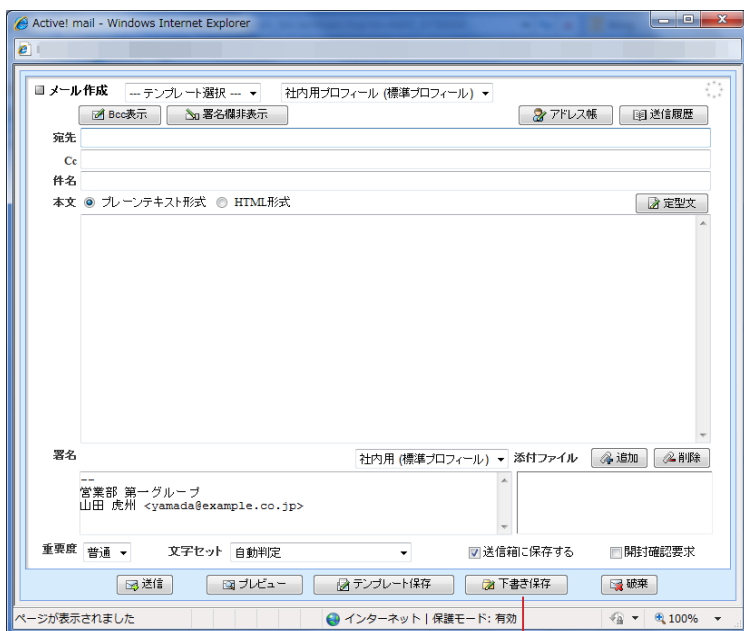 Active! mail - Windows Internet Explorer
メール作成 --- テンプレート選択 --- 社内用プロフィール (標準プロフィール)
Bcc表示 署名欄非表示 アドレス帳 送信履歴
宛先
Cc
件名
本文 プレーンテキスト形式 HTML形式 定型文
署名 社内用 (標準プロフィール) 添付ファイル 追加 削除
--
営業部 第一グループ
山田 虎州 <yamada@example.co.jp>
重要度 普通 文字セット 自動判定 送信箱に保存する 開封確認要求
送信 プレビュー テンプレート保存 下書き保存 破棄
ページが表示されました インターネット | 保護モード: 有効 100%